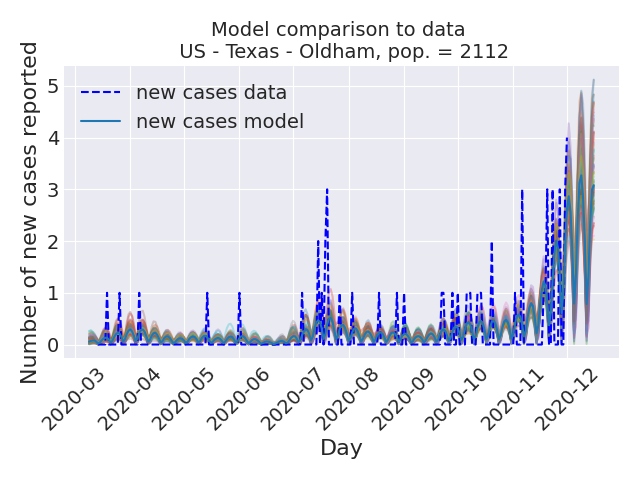 Model comparison to data
US - Texas - Oldham, pop. = 2112
Number of new cases reported
5
4
3
2
1
0
new cases data
new cases model
2020-03
2020-04
2020-05
2020-06
2020-07
2020-08
2020-09
2020-10
2020-11
2020-12
Day